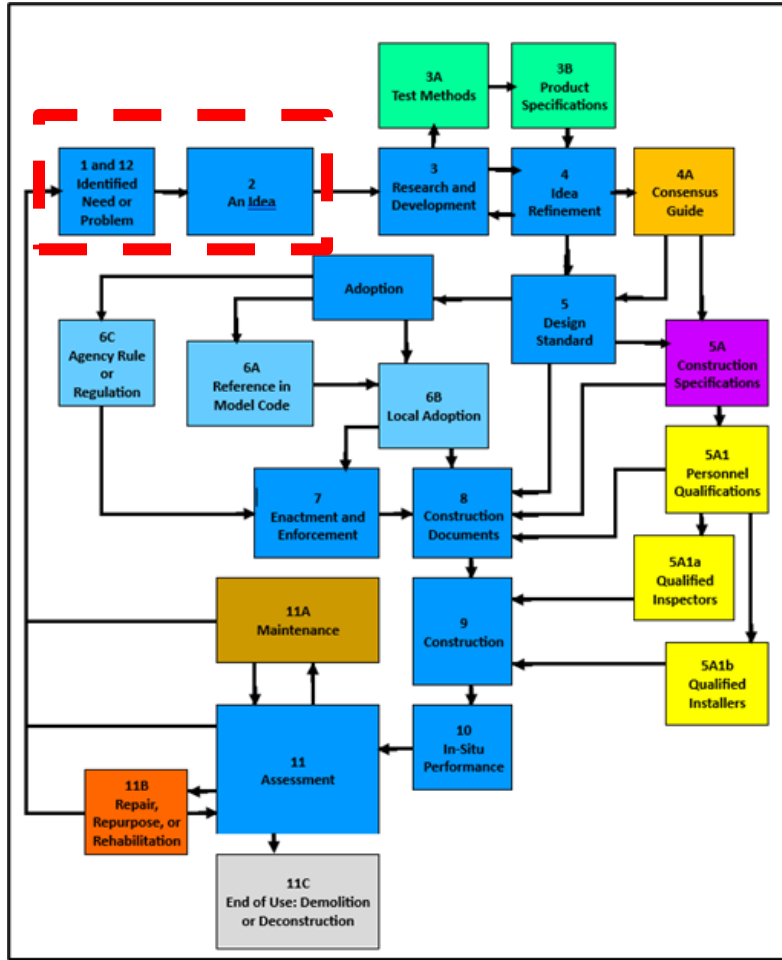 3A
Test Methods
3B
Product
Specifications
1 and 12
Identified
Need or
Problem
2
An Idea
3
Research and
Development
4
Idea
Refinement
4A
Consensus
Guide
Adoption
5
Design
Standard
6C
Agency Rule
or
Regulation
6A
Reference in
Model Code
6B
Local Adoption
5A
Construction
Specifications
5A1
Personnel
Qualifications
7
Enactment and
Enforcement
8
Construction
Documents
5A1a
Qualified
Inspectors
11A
Maintenance
9
Construction
5A1b
Qualified
Installers
10
In-Situ
Performance
11
Assessment
11B
Repair,
Repurpose, or
Rehabilitation
11C
End of Use: Demolition
or Deconstruction